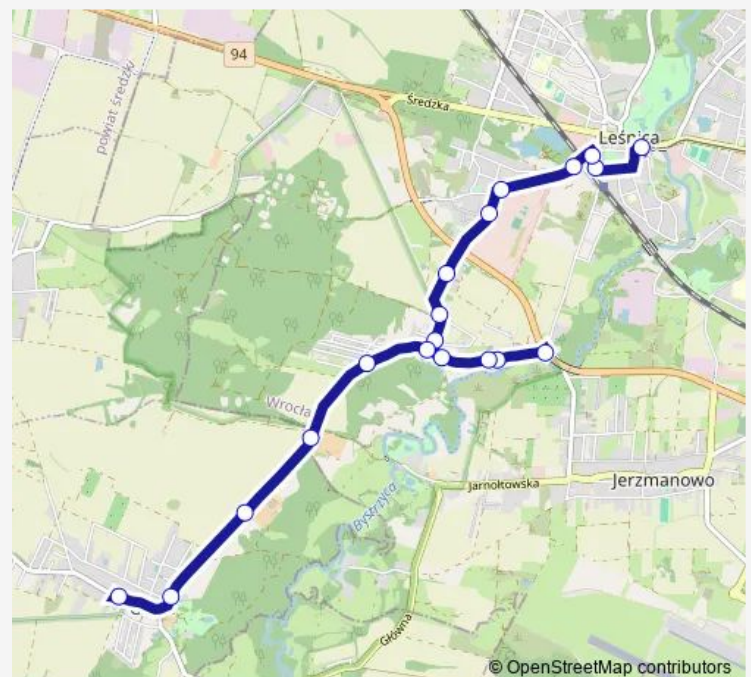 94
powiat średzki
Średzka
Leśnica
Wrocła
Jarnołtowska
Jerzmanowo
Bystrzyca
Główna
© OpenStreetMap contributors